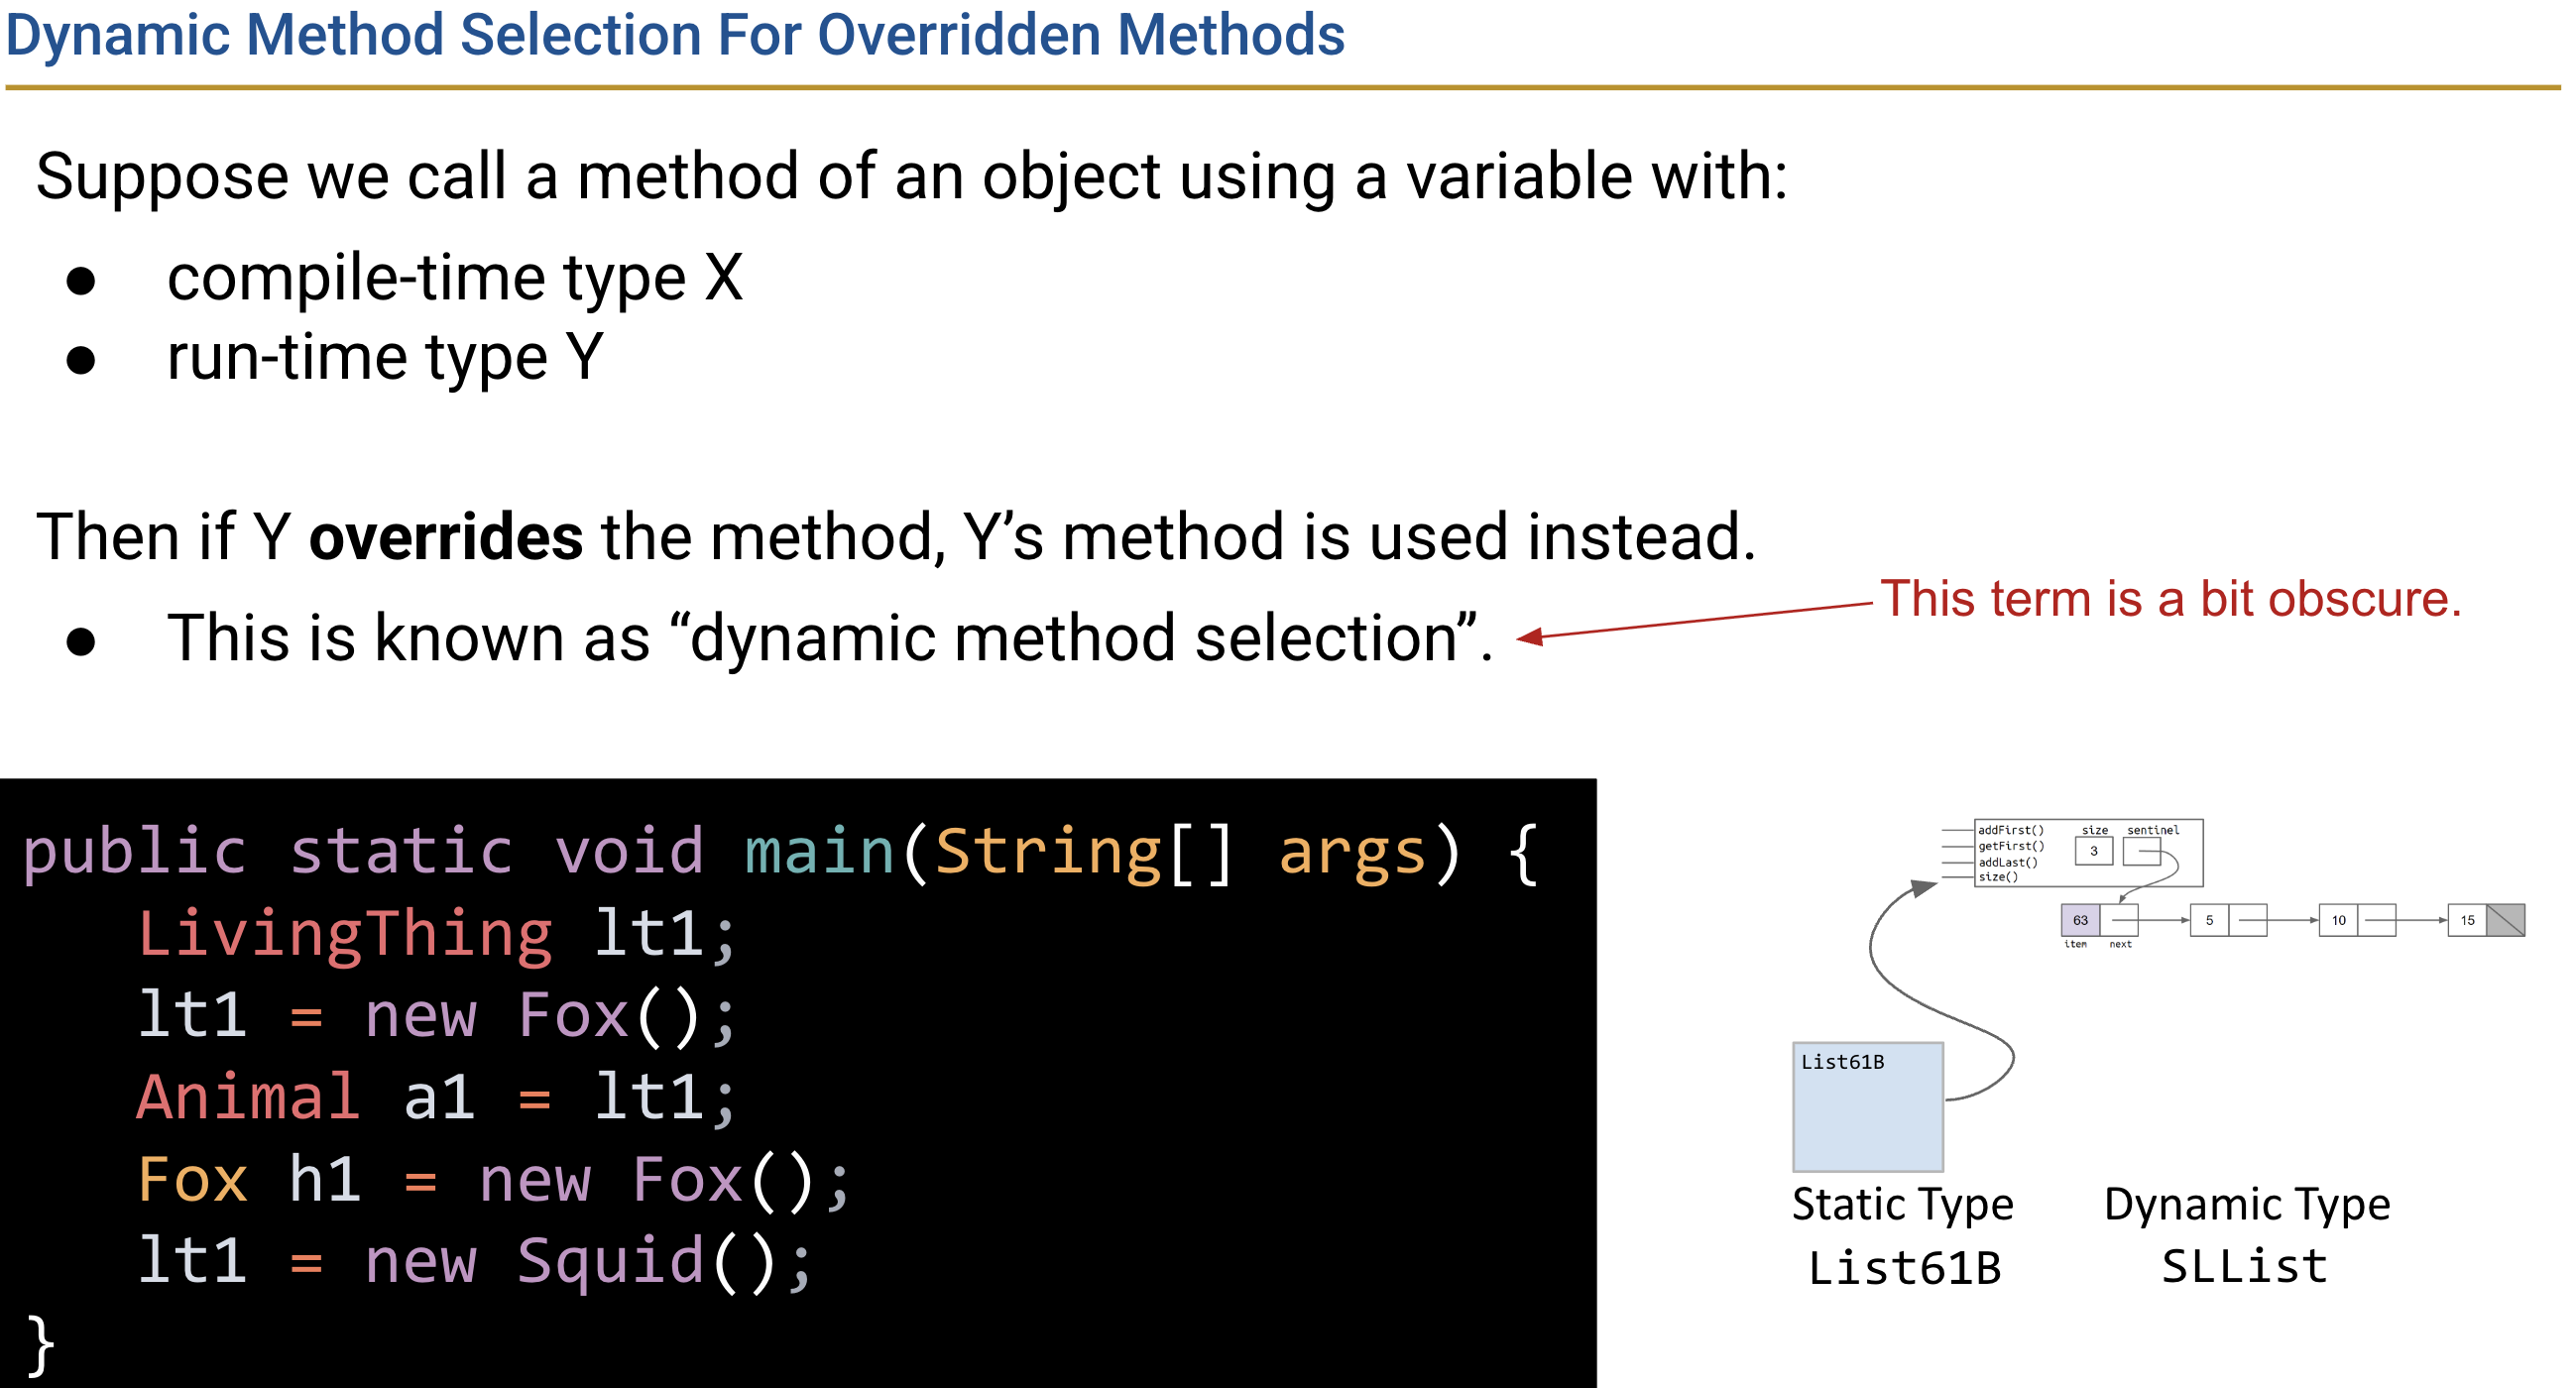 Dynamic Method Selection For Overridden Methods
Suppose we call a method of an object using a variable with:
● compile-time type X
● run-time type Y
Then if Y overrides the method, Y’s method is used instead.
● This is known as “dynamic method selection”.
This term is a bit obscure.
public static void main(String[] args) {
LivingThing lt1;
lt1 = new Fox();
Animal a1 = lt1;
Fox h1 = new Fox();
lt1 = new Squid();
}
addFirst() size sentinel
getFirst() 3
addLast()
size()
63 5 10 15
item next
List61B
Static Type Dynamic Type
List61B SLList